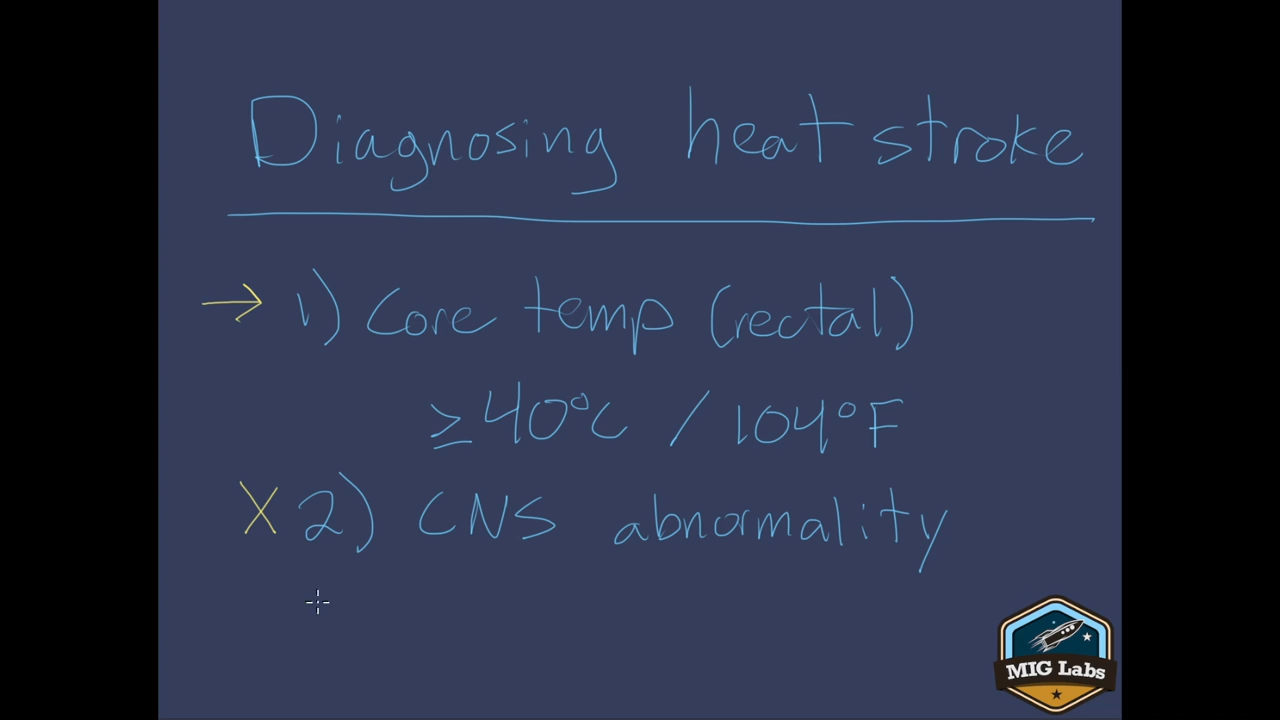 Diagnosing heat stroke
→ 1) Core temp (rectal)
≥40°C / 104°F
X 2) CNS abnormality
MIG Labs